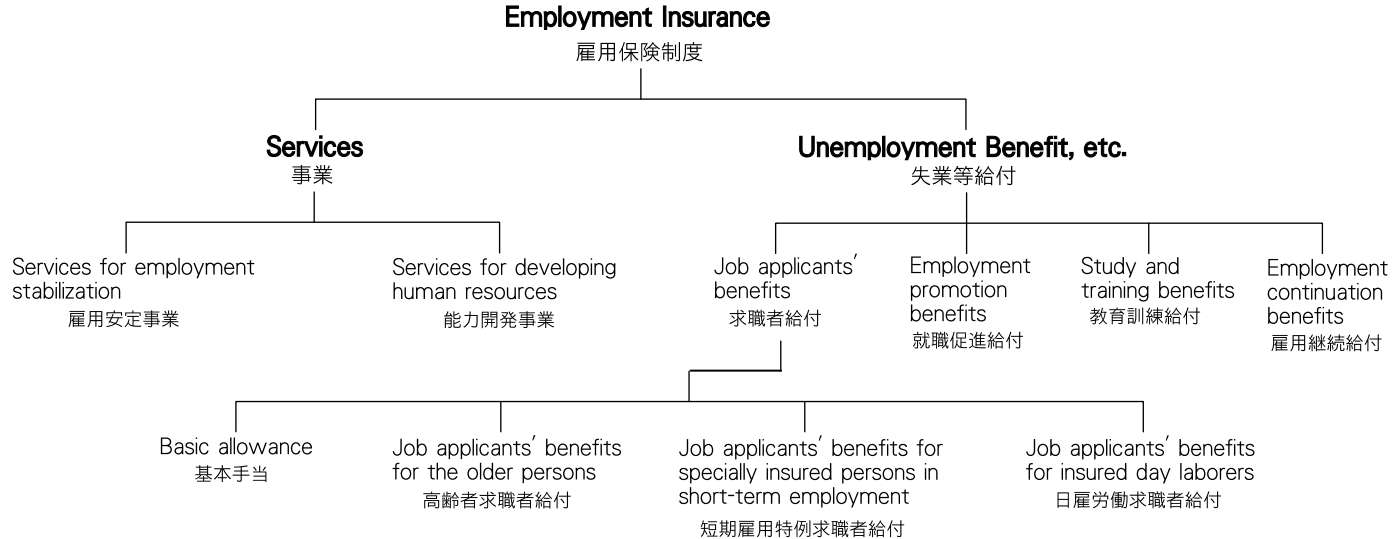 Employment Insurance
雇用保険制度
Services
事業
Unemployment Benefit, etc.
失業等給付
Services for employment
stabilization
雇用安定事業
Services for developing
human resources
能力開発事業
Job applicants′
benefits
求職者給付
Employment
promotion
benefits
就職促進給付
Study and
training benefits
教育訓練給付
Employment
continuation
benefits
雇用継続給付
Basic allowance
基本手当
Job applicants′ benefits
for the older persons
高齢者求職者給付
Job applicants′ benefits for
specially insured persons in
short-term employment
短期雇用特例求職者給付
Job applicants′ benefits
for insured day laborers
日雇労働求職者給付